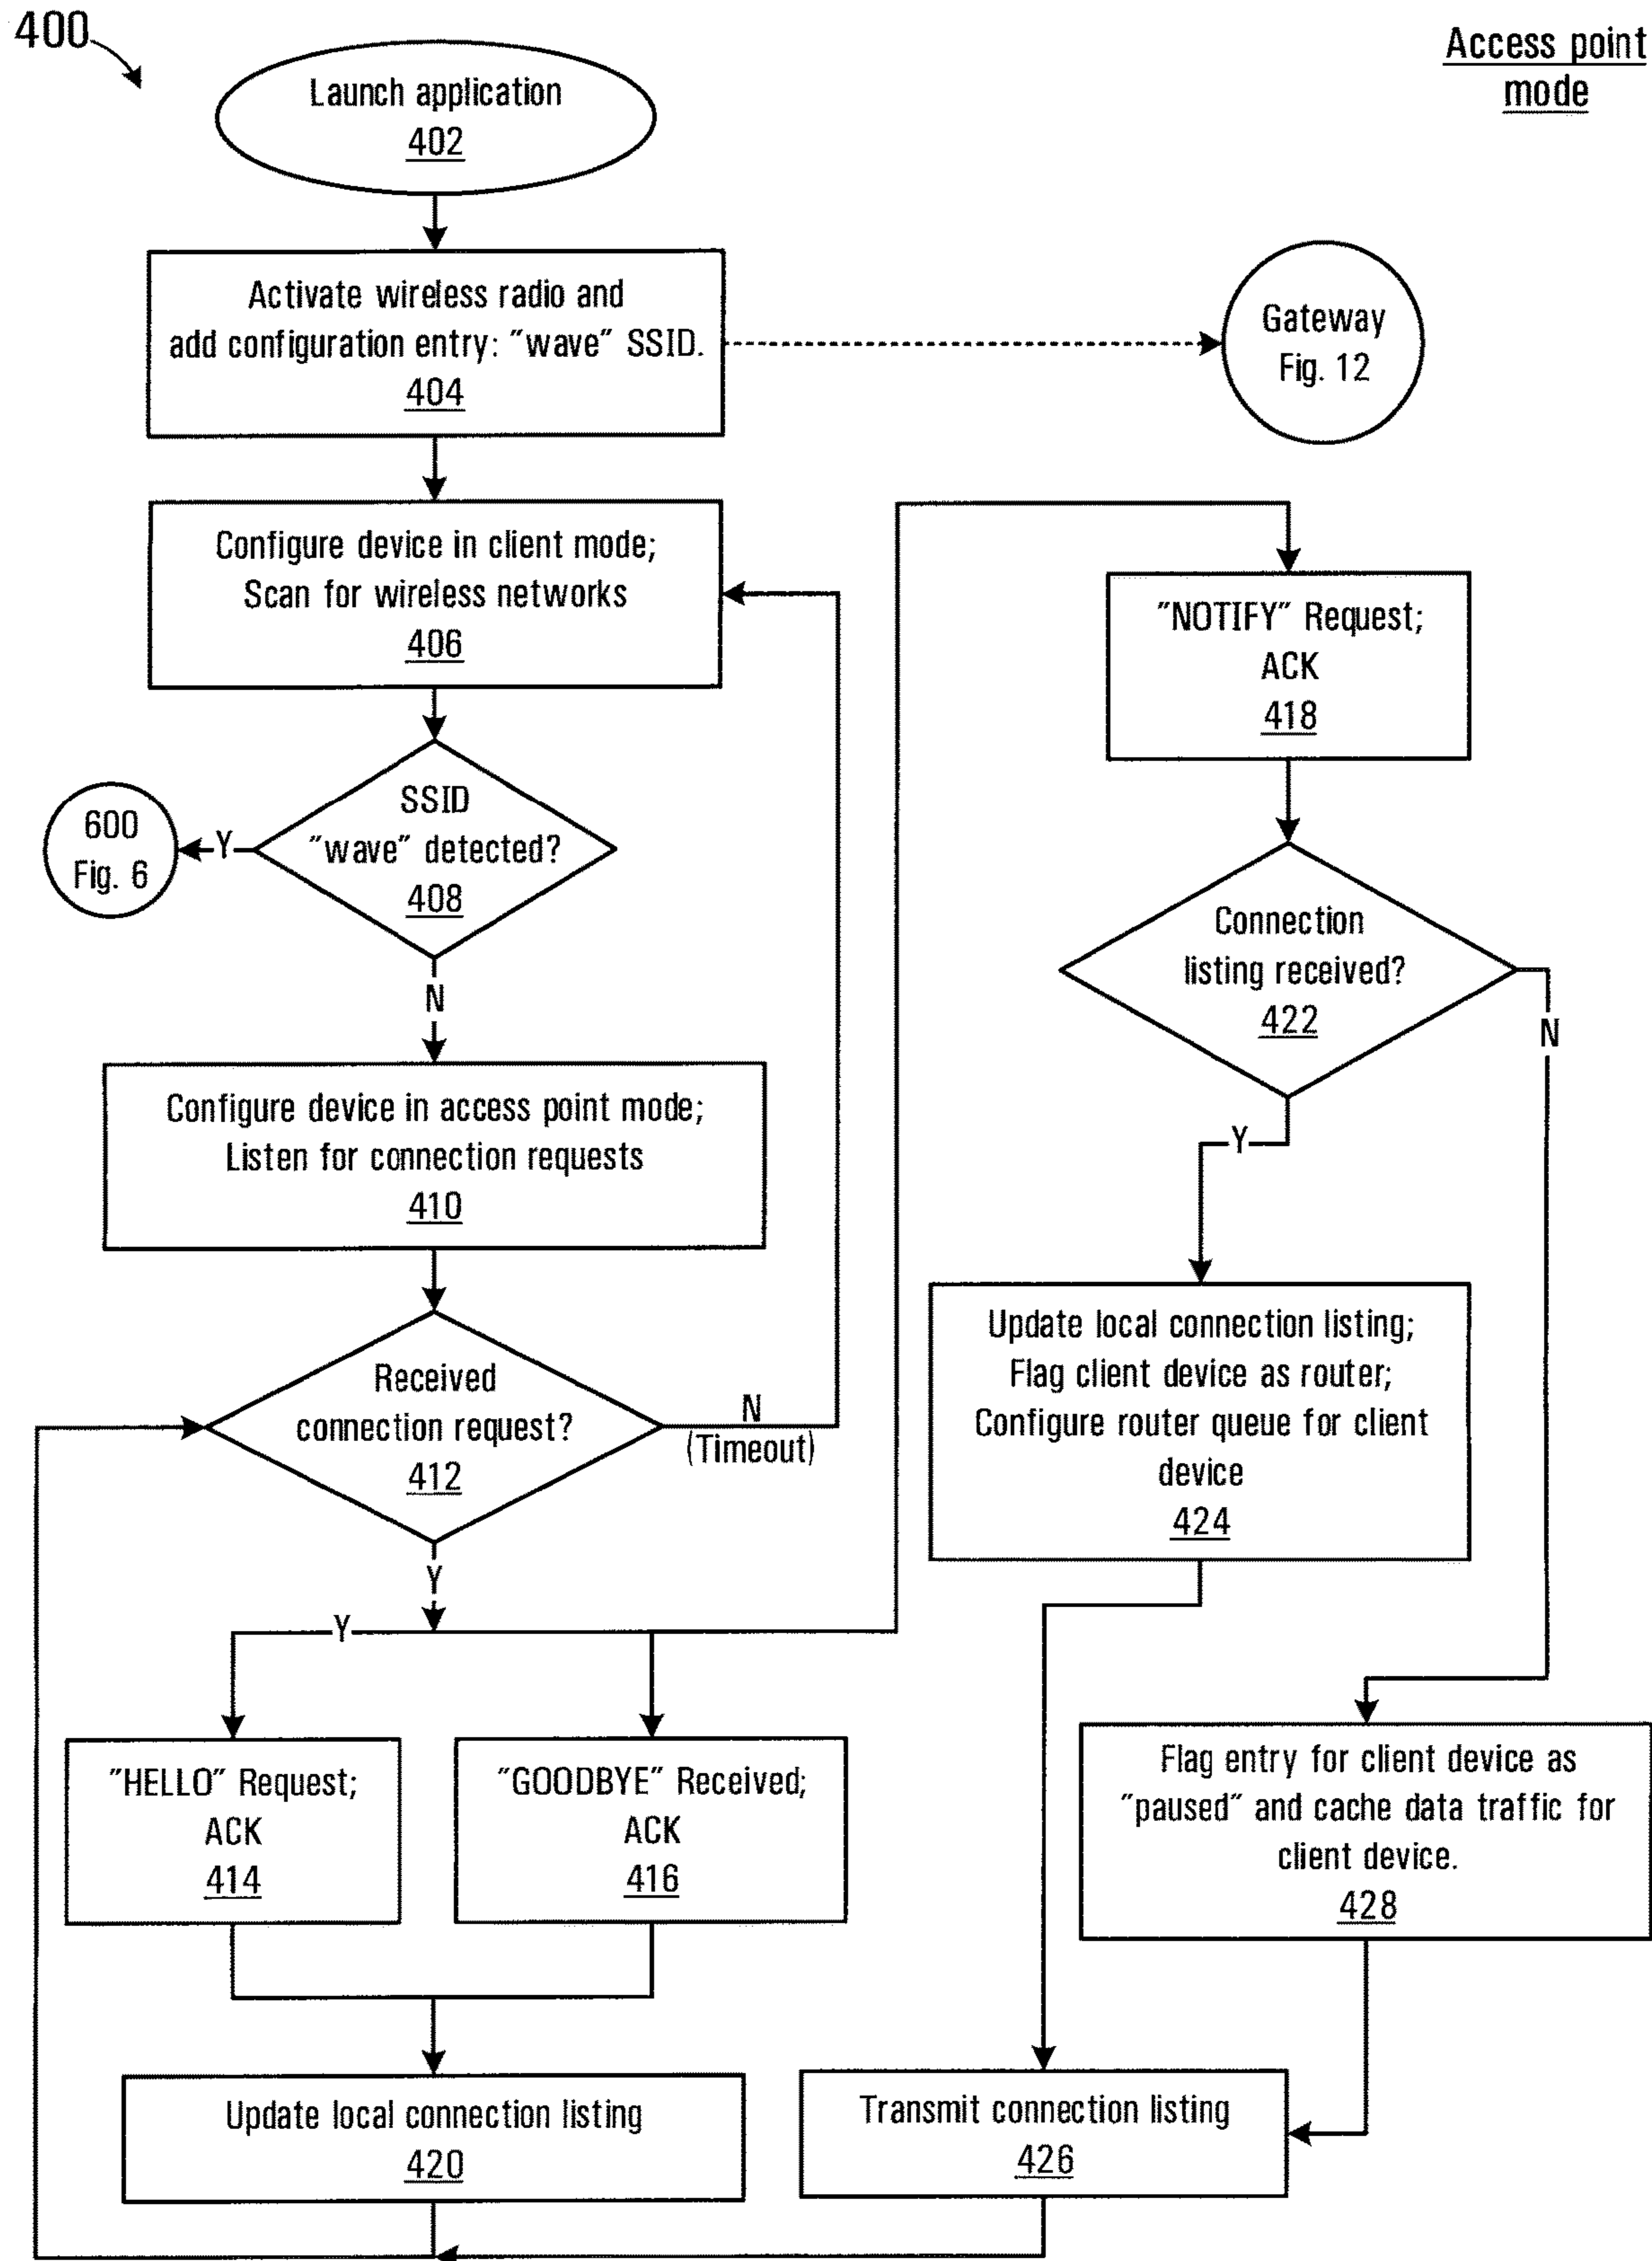 400
Access point
mode
Launch application
402
Activate wireless radio and
add configuration entry: "wave" SSID.
404
Gateway
Fig. 12
Configure device in client mode;
Scan for wireless networks
406
SSID
"wave" detected?
408
Y
600
Fig. 6
N
Configure device in access point mode;
Listen for connection requests
410
Received
connection request?
412
N
(Timeout)
Y
Y
"HELLO" Request;
ACK
414
"GOODBYE" Received;
ACK
416
Update local connection listing
420
"NOTIFY" Request;
ACK
418
Connection
listing received?
422
N
Y
Update local connection listing;
Flag client device as router;
Configure router queue for client
device
424
Flag entry for client device as
"paused" and cache data traffic for
client device.
428
Transmit connection listing
426